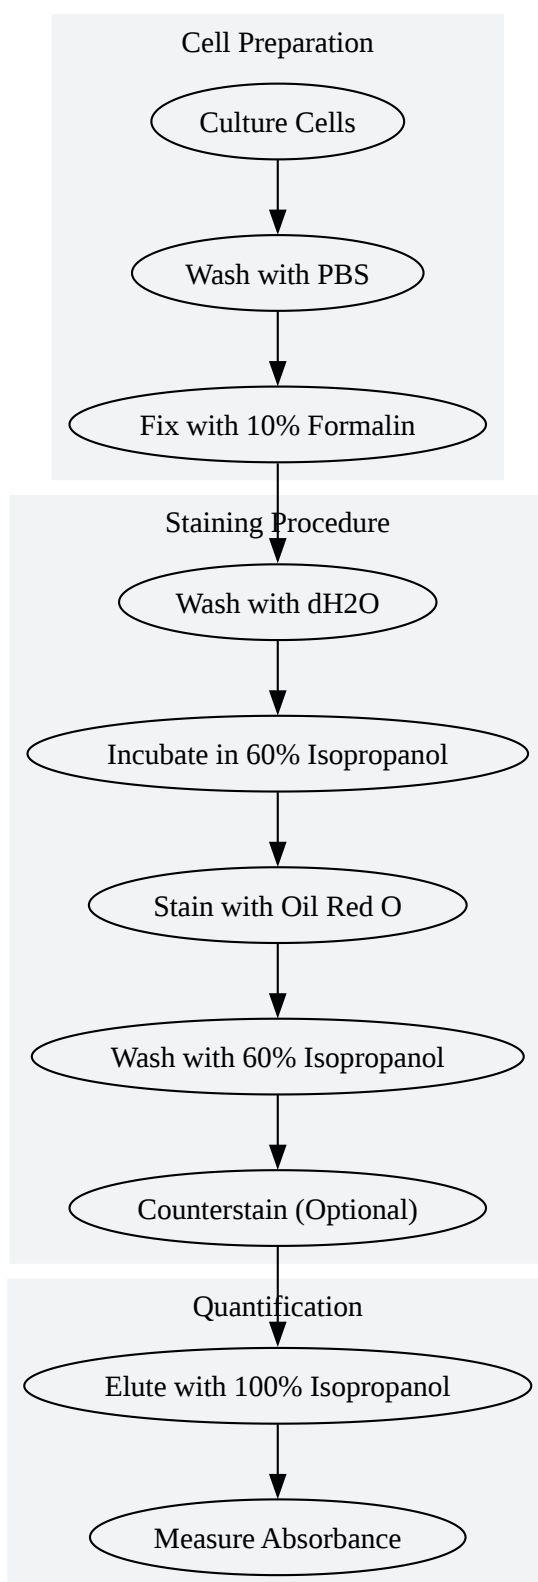 Cell Preparation
Culture Cells
Wash with PBS
Fix with 10% Formalin
Staining Procedure
Wash with dH2O
Incubate in 60% Isopropanol
Stain with Oil Red O
Wash with 60% Isopropanol
Counterstain (Optional)
Quantification
Elute with 100% Isopropanol
Measure Absorbance